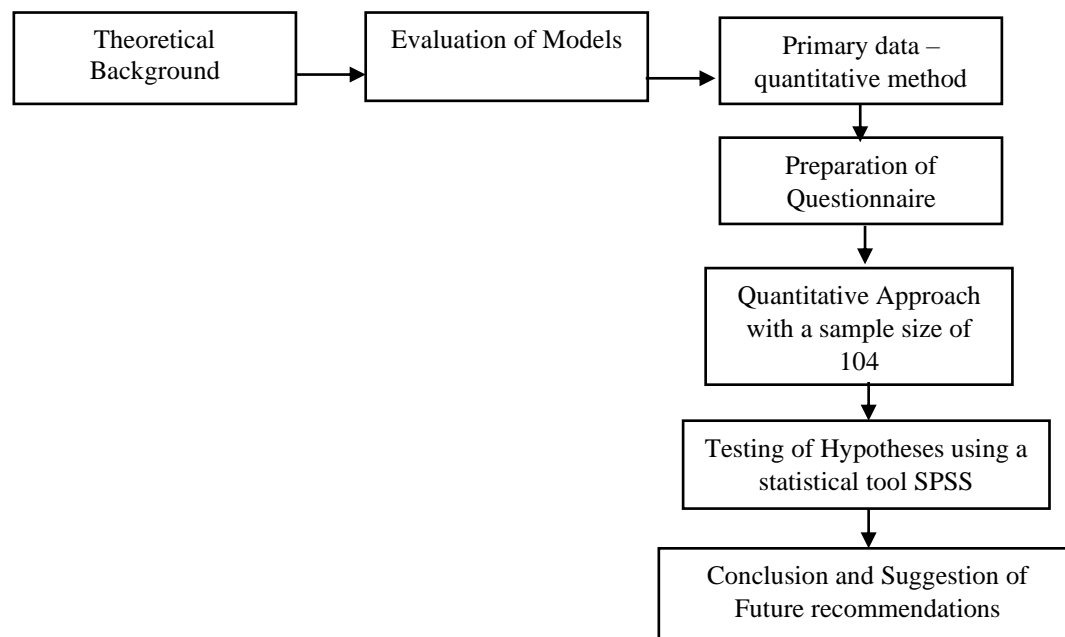 Theoretical
Background
Evaluation of Models
Primary data –
quantitative method
Preparation of
Questionnaire
Quantitative Approach
with a sample size of
104
Testing of Hypotheses using a
statistical tool SPSS
Conclusion and Suggestion of
Future recommendations